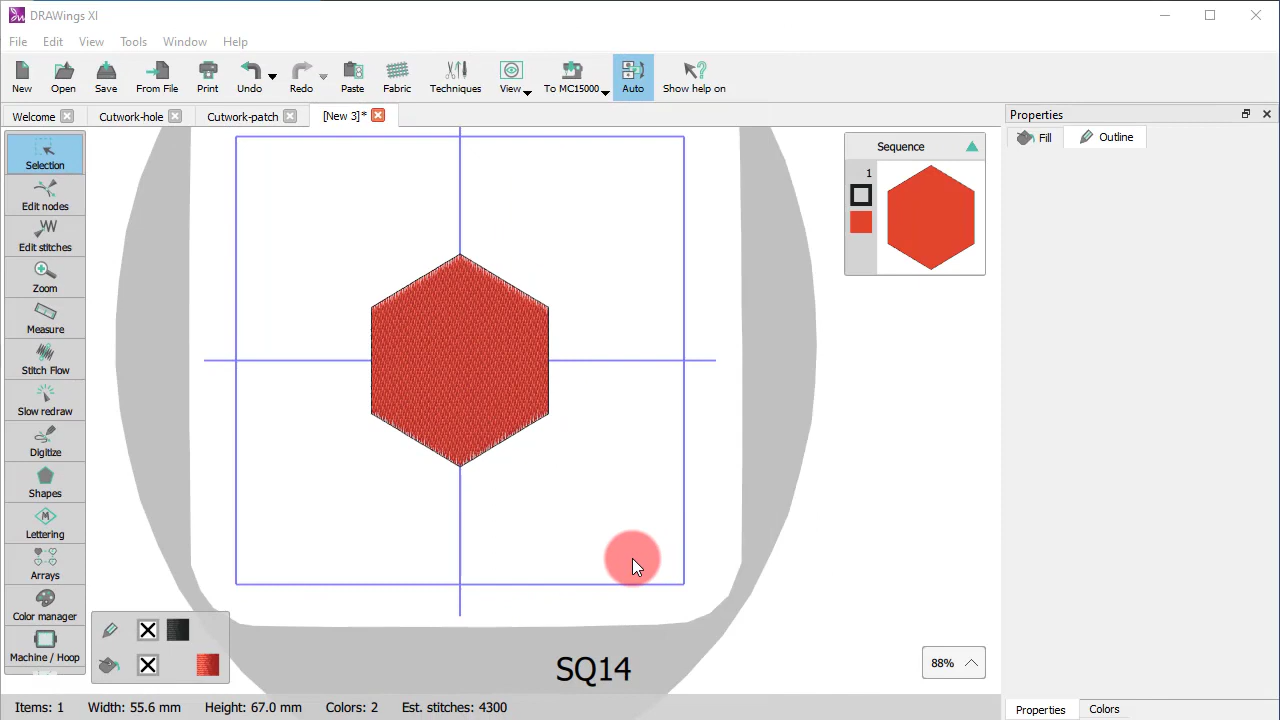 DRAWings XI
File Edit View Tools Window Help
New Open Save From File Print Undo Redo Paste Fabric Techniques View To MC15000 Auto Show help on
Welcome Cutwork-hole Cutwork-patch [New 3]*
Properties
Fill Outline
Selection
Edit nodes
Edit stitches
Zoom
Measure
Stitch Flow
Slow redraw
Digitize
Shapes
Lettering
Arrays
Color manager
Machine / Hoop
Sequence
1
SQ14
88%
Items: 1 Width: 55.6 mm Height: 67.0 mm Colors: 2 Est. stitches: 4300
Properties Colors